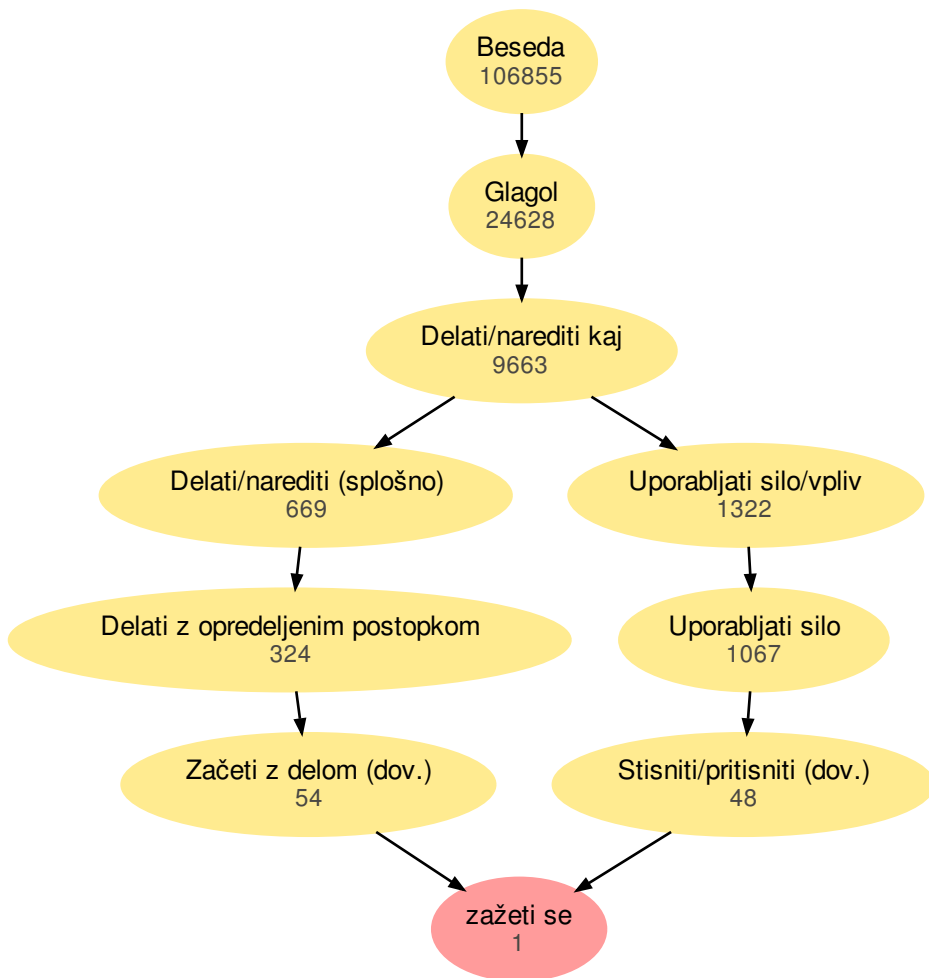 Beseda
106855
Glagol
24628
Delati/narediti kaj
9663
Delati/narediti (splošno)
669
Uporabljati silo/vpliv
1322
Delati z opredeljenim postopkom
324
Uporabljati silo
1067
Začeti z delom (dov.)
54
Stisniti/pritisniti (dov.)
48
zažeti se
1